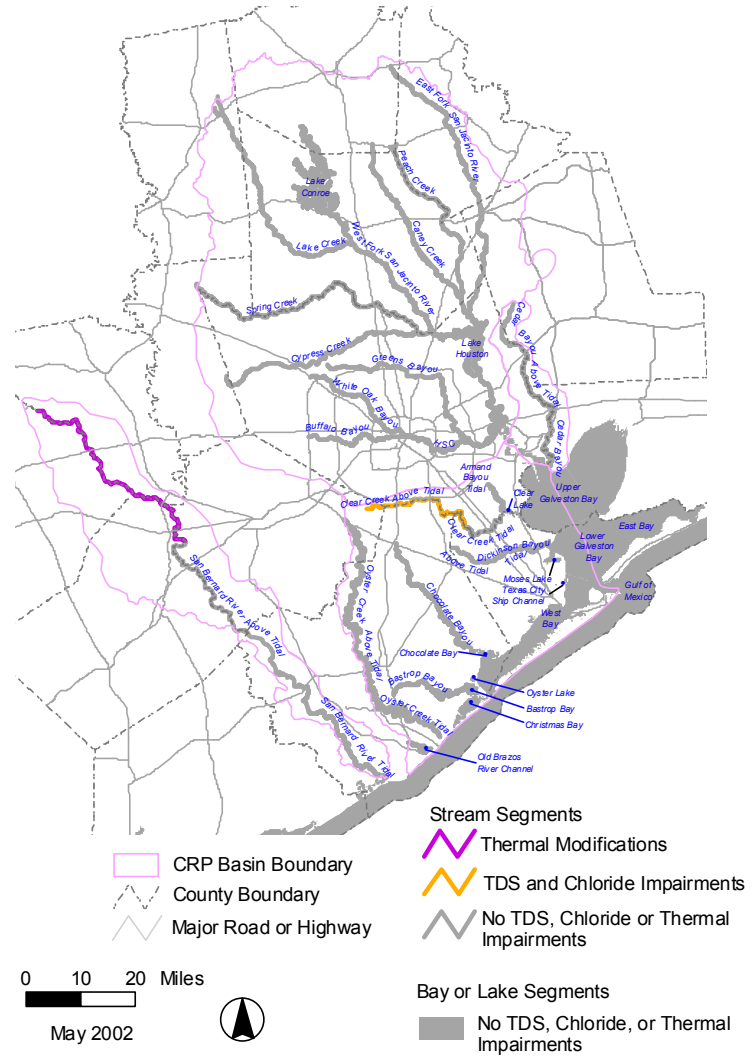 East Fork San Jacinto River
Peach Creek
Lake
Conroe
Caney Creek
West Fork San Jacinto River
Lake Creek
Spring Creek
Cedar
Bayou Above Tidal
Cypress Creek
Lake
Houston
Greens Bayou
White Oak Bayou
Cedar Bayou
Buffalo Bayou
HSC
Armand
Bayou
Tidal
Upper
Galveston Bay
Clear Creek Above Tidal
Clear
Lake
Clear Creek Tidal
East Bay
Lower
Galveston
Bay
Dickinson Bayou
Tidal
Above Tidal
San Bernard River Above Tidal
Oyster Creek Above Tidal
Chocolate Bayou
Moses Lake
Texas City
Ship Channel
Gulf of
Mexico
West
Bay
Chocolate Bay
Bastrop Bayou
Oyster Lake
Bastrop Bay
Christmas Bay
Oyster Creek Tidal
San Bernard River Tidal
Old Brazos
River Channel
Stream Segments
Thermal Modifications
TDS and Chloride Impairments
No TDS, Chloride or Thermal
Impairments
CRP Basin Boundary
County Boundary
Major Road or Highway
0 10 20 Miles
May 2002
Bay or Lake Segments
No TDS, Chloride, or Thermal
Impairments